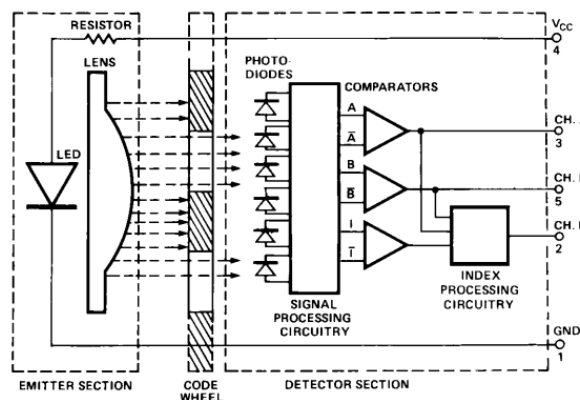 RESISTOR
VCC
4
LENS
PHOTO-
DIODES
COMPARATORS
LED
A
A̅
B
B̅
I
I̅
CH.
3
CH.
5
CH.
2
INDEX
PROCESSING
CIRCUITRY
SIGNAL
PROCESSING
CIRCUITRY
GND
1
EMITTER SECTION
CODE
WHEEL
DETECTOR SECTION